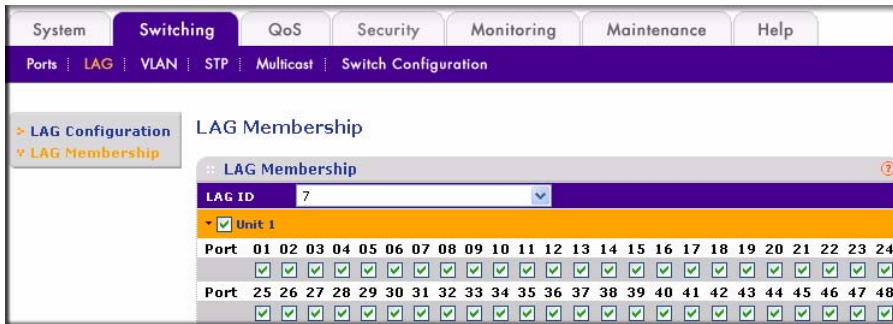 System Switching QoS Security Monitoring Maintenance Help
Ports LAG VLAN STP Multicast Switch Configuration
LAG Configuration
LAG Membership
LAG Membership
LAG Membership
LAG ID 7
Unit 1
Port 01 02 03 04 05 06 07 08 09 10 11 12 13 14 15 16 17 18 19 20 21 22 23 24
Port 25 26 27 28 29 30 31 32 33 34 35 36 37 38 39 40 41 42 43 44 45 46 47 48